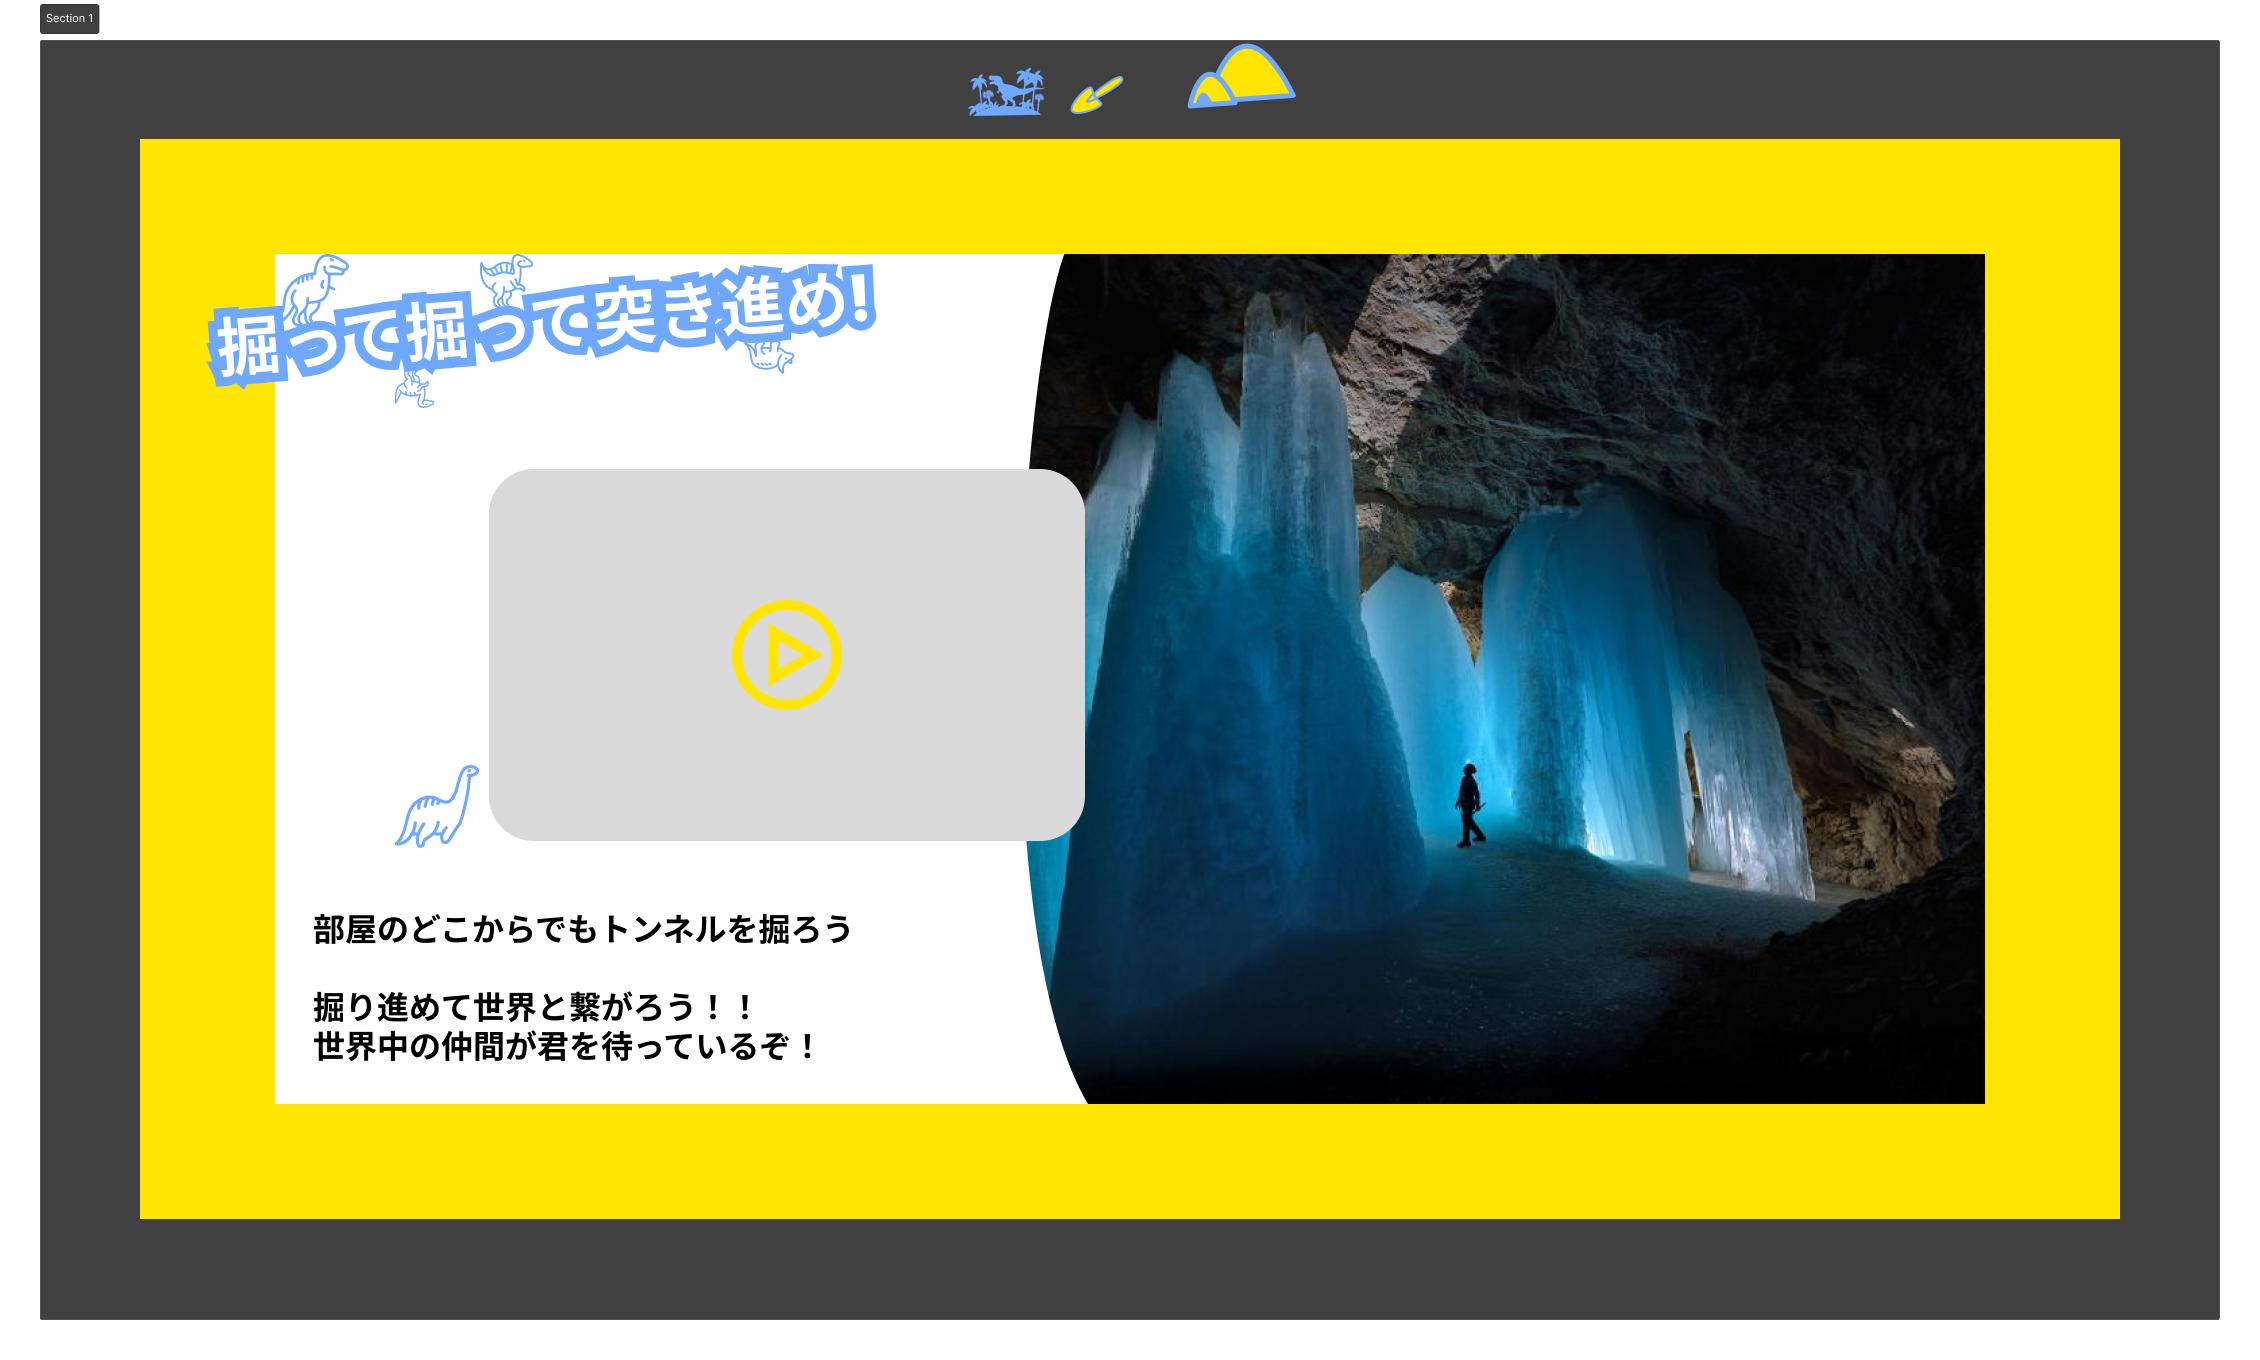 Section 1
掘って掘って突き進め!
部屋のどこからでもトンネルを掘ろう
掘り進めて世界と繋がろう！！
世界中の仲間が君を待っているぞ！